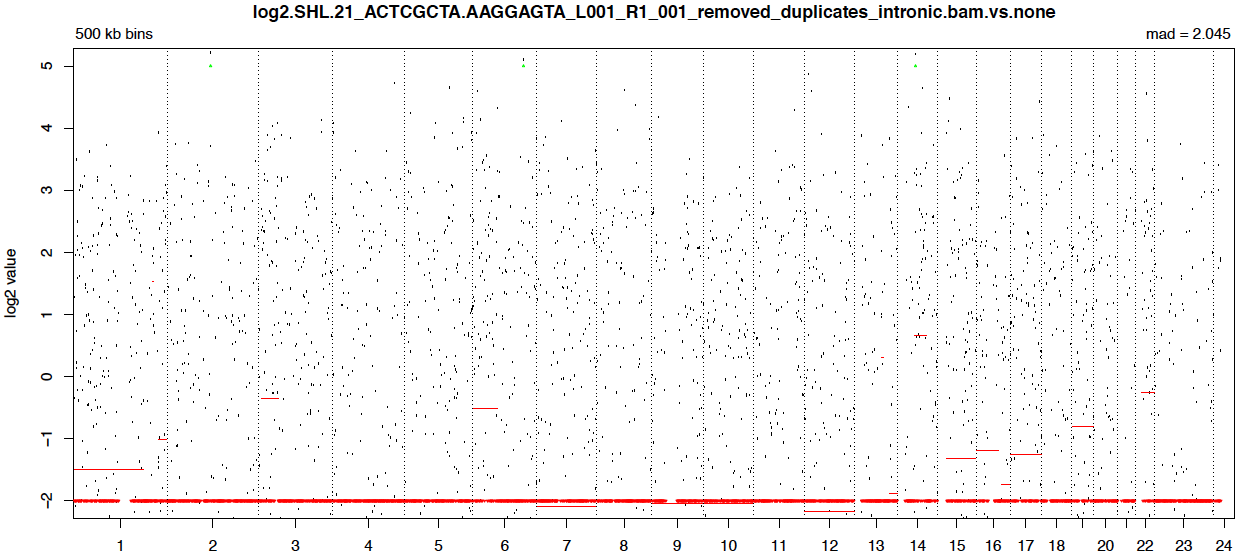 log2.SHL.21_ACTCGCTA.AAGGAGTA_L001_R1_001_removed_duplicates_intronic.bam.vs.none
500 kb bins mad = 2.045
5
4
3
2
1
0
−1
−2
log2 value
1 2 3 4 5 6 7 8 9 10 11 12 13 14 15 16 17 18 20 22 23 24